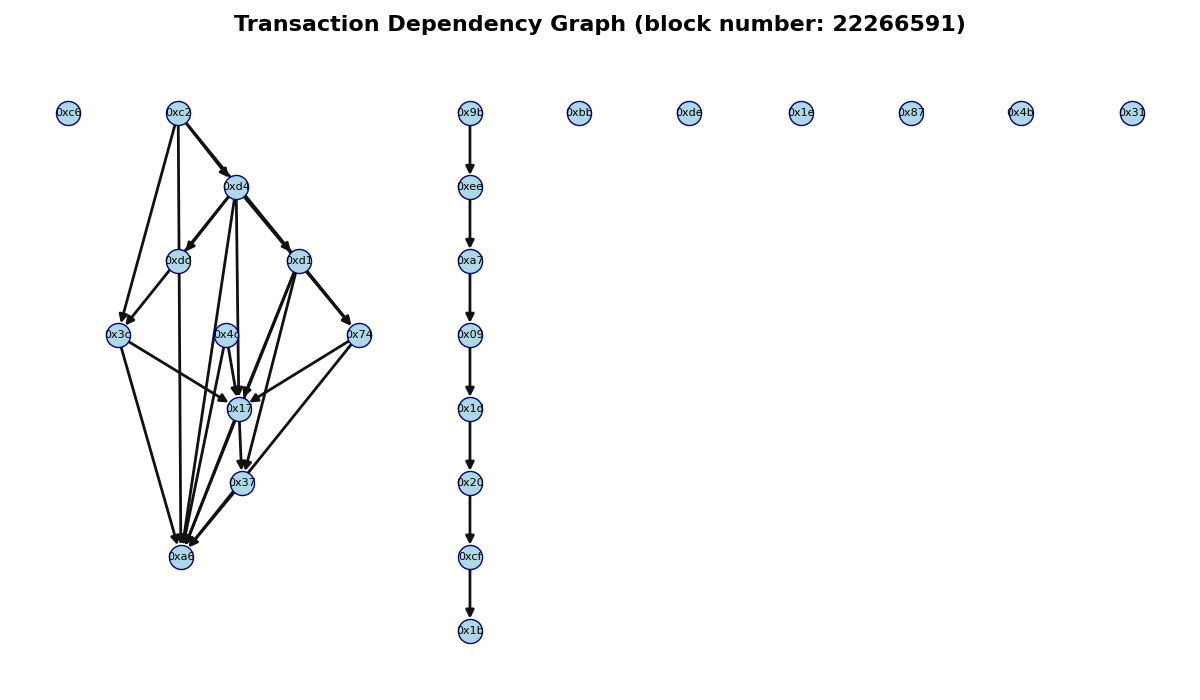 Transaction Dependency Graph (block number: 22266591)
0xc6 0xc2 0x9b 0xbb 0xde 0x1e 0x87 0x4b 0x31
0xd4 0xee
0xdd 0xd1 0xa7
0x3c 0x4c 0x74 0x09
0x17 0x1d
0x37 0x20
0xa6 0xcf
0x1b